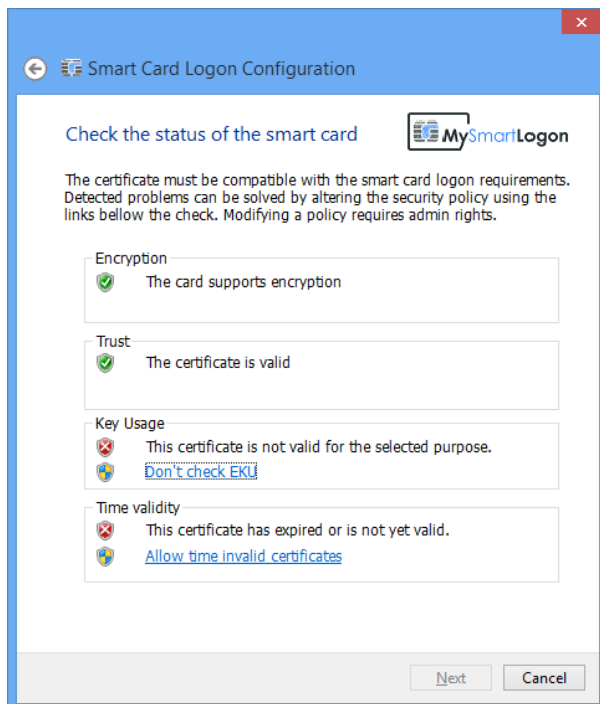 Smart Card Logon Configuration
Check the status of the smart card
MySmartLogon
The certificate must be compatible with the smart card logon requirements.
Detected problems can be solved by altering the security policy using the
links bellow the check. Modifying a policy requires admin rights.
Encryption
The card supports encryption
Trust
The certificate is valid
Key Usage
This certificate is not valid for the selected purpose.
Don't check EKU
Time validity
This certificate has expired or is not yet valid.
Allow time invalid certificates
Next
Cancel